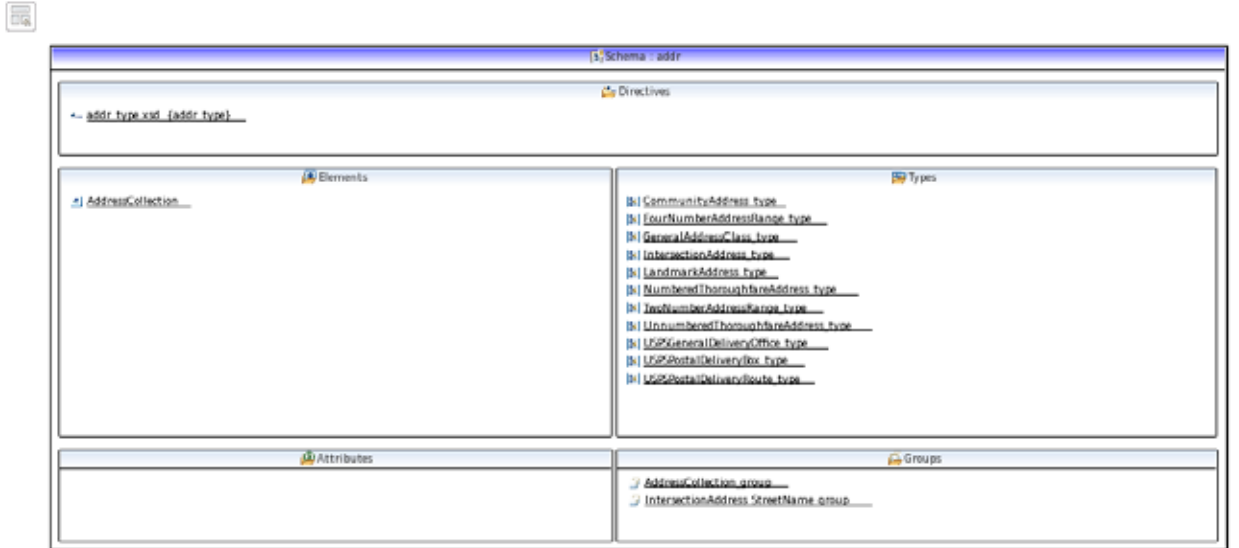 Schema : addr
Directives
addr_type.xsd {addr_type}
Elements
AddressCollection
Types
CommunityAddress_type
FourNumberAddressRange_type
GeneralAddressClass_type
IntersectionAddress_type
LandmarkAddress_type
NumberedThoroughfareAddress_type
TwoNumberAddressRange_type
UnnumberedThoroughfareAddress_type
USPSGeneralDeliveryOffice_type
USPSPostalDeliveryBox_type
USPSPostalDeliveryRoute_type
Attributes
Groups
AddressCollection_group
IntersectionAddress_StreetName_group